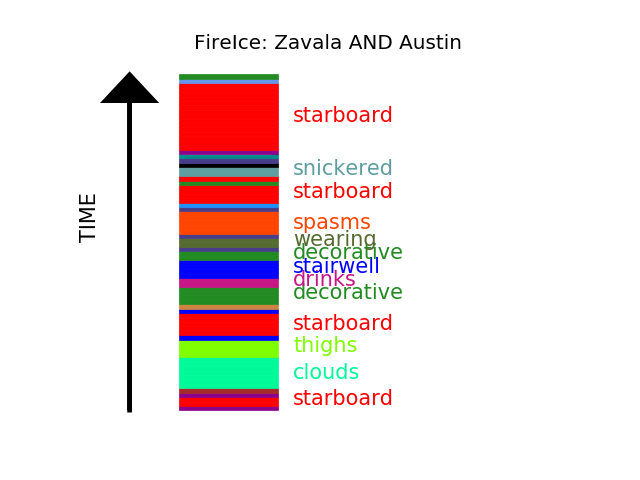 FireIce: Zavala AND Austin
TIME
starboard
snickered
starboard
spasms
wearing
decorative
stairwell
drinks
decorative
starboard
thighs
clouds
starboard